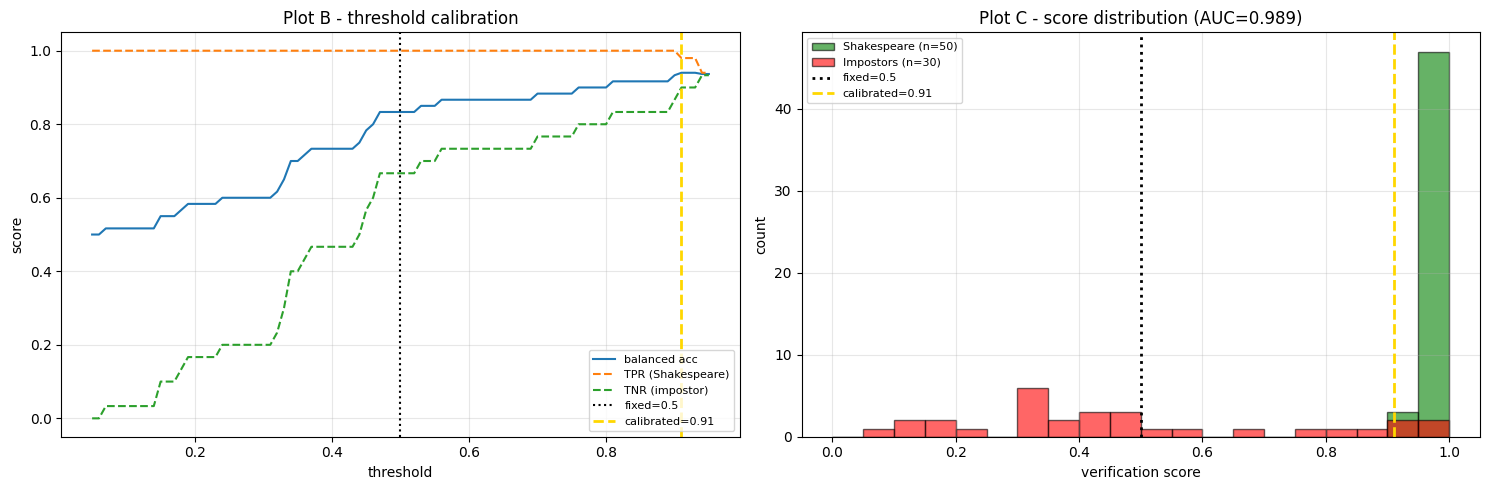 Plot B - threshold calibration
score
1.0
0.8
0.6
0.4
0.2
0.0
0.2
0.4
0.6
0.8
threshold
balanced acc
TPR (Shakespeare)
TNR (impostor)
fixed=0.5
calibrated=0.91
Plot C - score distribution (AUC=0.989)
count
40
30
20
10
0
0.0
0.2
0.4
0.6
0.8
1.0
verification score
Shakespeare (n=50)
Impostors (n=30)
fixed=0.5
calibrated=0.91